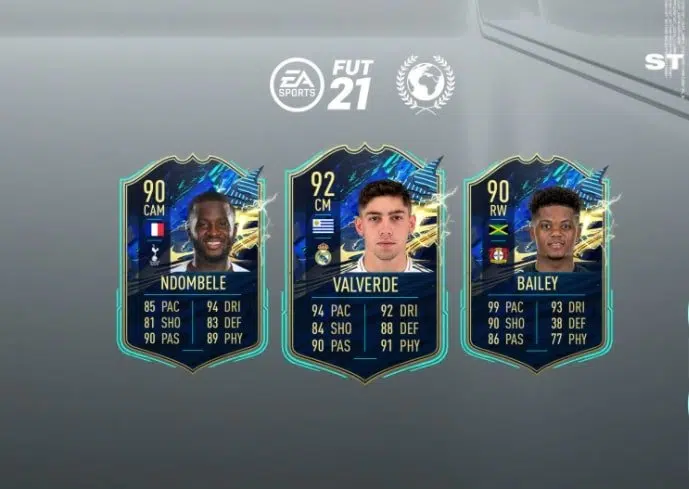 EA
SPORTS
FUT
21
ST
90
CAM
NDOMBELE
85 PAC 94 DRI
81 SHO 83 DEF
90 PAS 89 PHY
92
CM
VALVERDE
94 PAC 92 DRI
84 SHO 88 DEF
90 PAS 91 PHY
90
RW
BAILEY
99 PAC 93 DRI
90 SHO 38 DEF
86 PAS 77 PHY